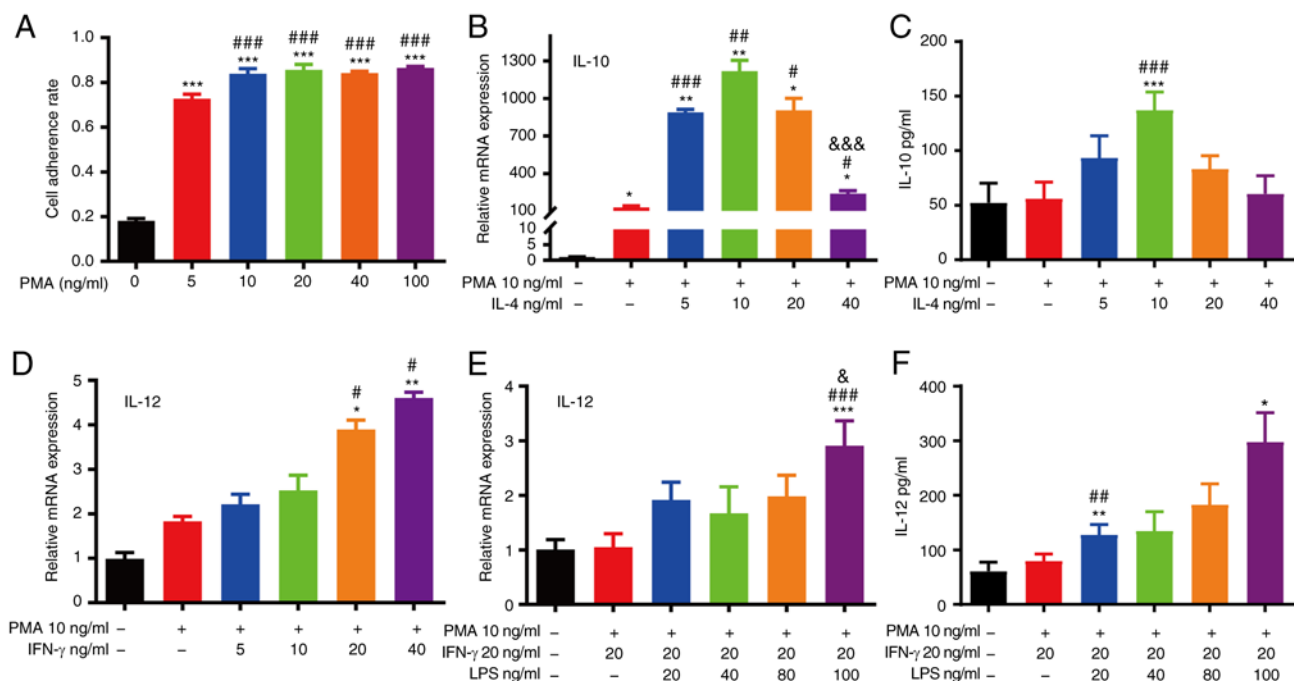 A
Cell adherence rate
1.0
0.8
0.6
0.4
0.2
0.0
*** ### *** ### *** ### *** ### ***
PMA (ng/ml) 0 5 10 20 40 100
B
Relative mRNA expression
IL-10
1300
1000
700
400
100
10
5
0
* ### ** ## ** # * &&& # *
PMA 10 ng/ml – + + + + +
IL-4 ng/ml – – 5 10 20 40
C
IL-10 pg/ml
200
150
100
50
0
###
***
PMA 10 ng/ml – + + + + +
IL-4 ng/ml – – 5 10 20 40
D
Relative mRNA expression
IL-12
5
4
3
2
1
0
# * # **
PMA 10 ng/ml – + + + + +
IFN-γ ng/ml – – 5 10 20 40
E
Relative mRNA expression
IL-12
4
3
2
1
0
&
###
***
PMA 10 ng/ml – + + + + +
IFN-γ 20 ng/ml – 20 20 20 20 20
LPS ng/ml – – 20 40 80 100
F
IL-12 pg/ml
400
300
200
100
0
## ** *
PMA 10 ng/ml – + + + + +
IFN-γ 20 ng/ml – 20 20 20 20 20
LPS ng/ml – – 20 40 80 100